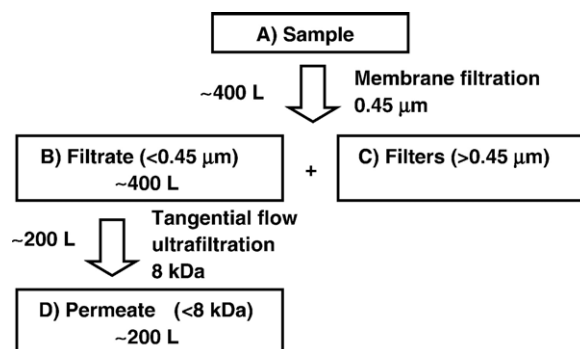 A) Sample
~400 L
Membrane filtration
0.45 μm
B) Filtrate (<0.45 μm)
~400 L
+
C) Filters (>0.45 μm)
~200 L
Tangential flow
ultrafiltration
8 kDa
D) Permeate (<8 kDa)
~200 L